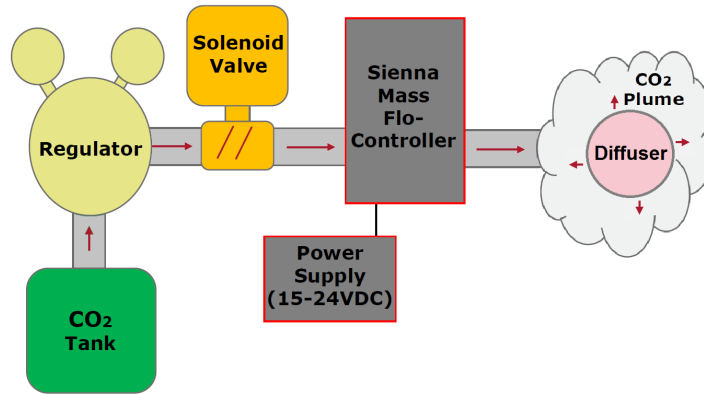 Solenoid
Valve
Sienna
Mass
Flo-
Controller
CO₂
Plume
Regulator
Diffuser
Power
Supply
(15-24VDC)
CO₂
Tank